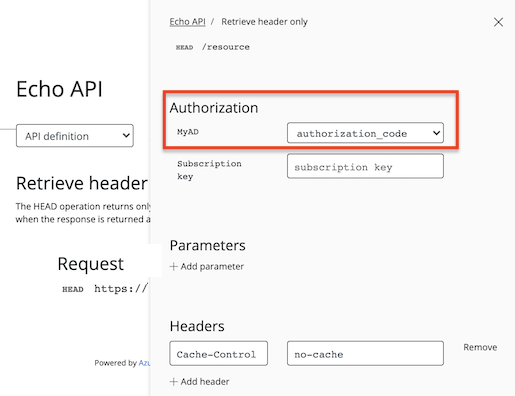 Echo API
API definition
Retrieve header
The HEAD operation returns only
when the response is returned a
Request
HEAD https://
Powered by Azu
Echo API / Retrieve header only
HEAD /resource
Authorization
MyAD authorization_code
Subscription
key
subscription key
Parameters
+ Add parameter
Headers
Cache-Control no-cache Remove
+ Add header